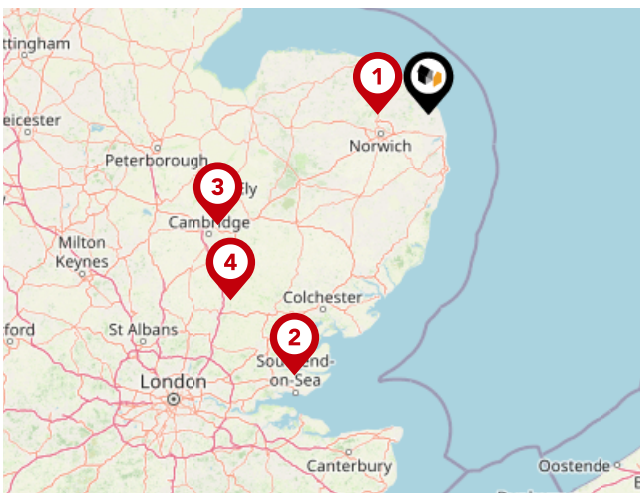 ttingham
1
Norwich
eicester
Peterborough
3
Ely
Cambridge
Milton
Keynes
4
Colchester
2
tford
St Albans
Southend-
on-Sea
London
Canterbury
Oostende